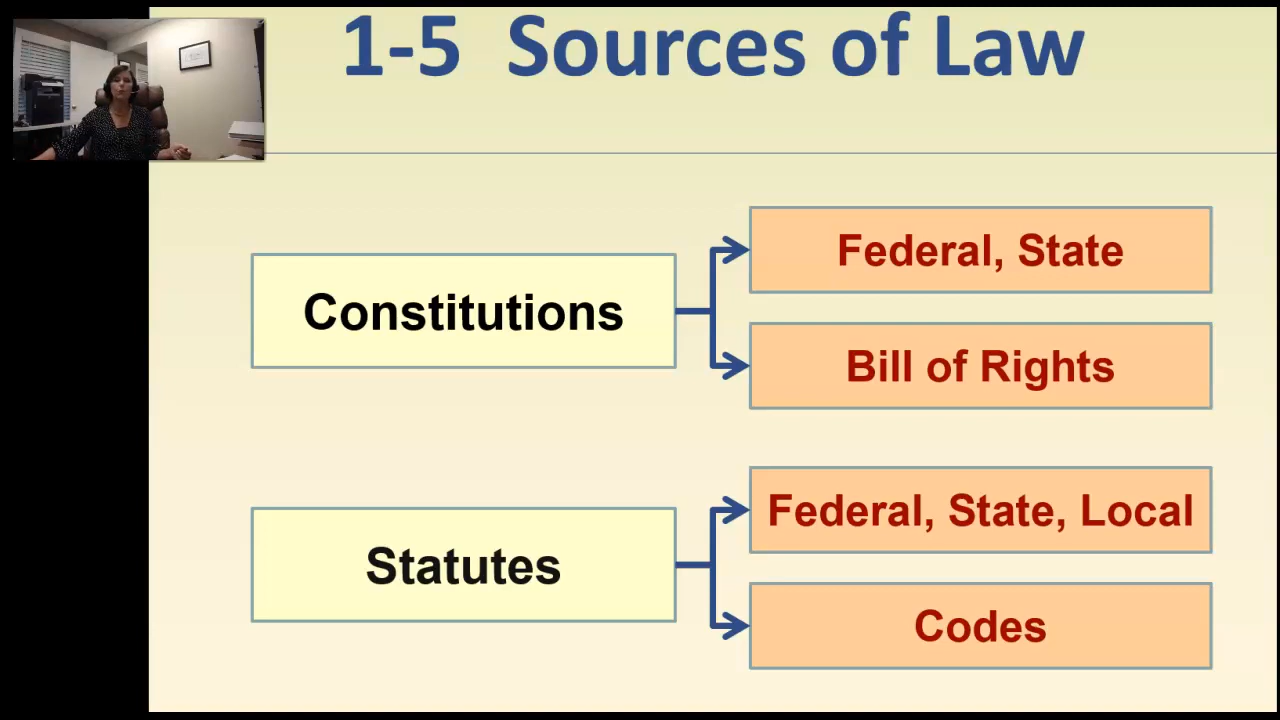 1-5 Sources of Law
Constitutions
Federal, State
Bill of Rights
Statutes
Federal, State, Local
Codes